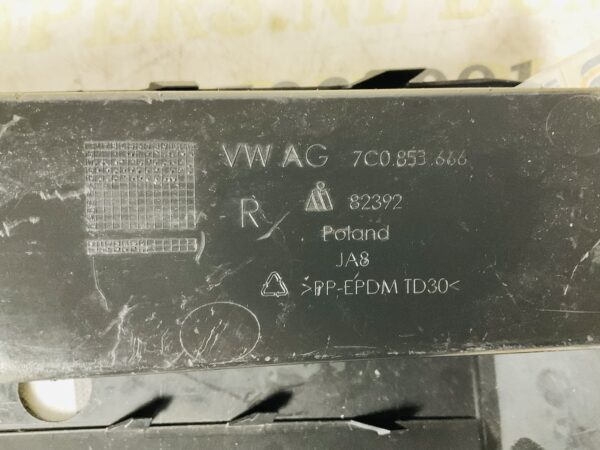 VW AG 7C0.853.666
R 82392
Poland
JA8
>PP-EPDM TD30<